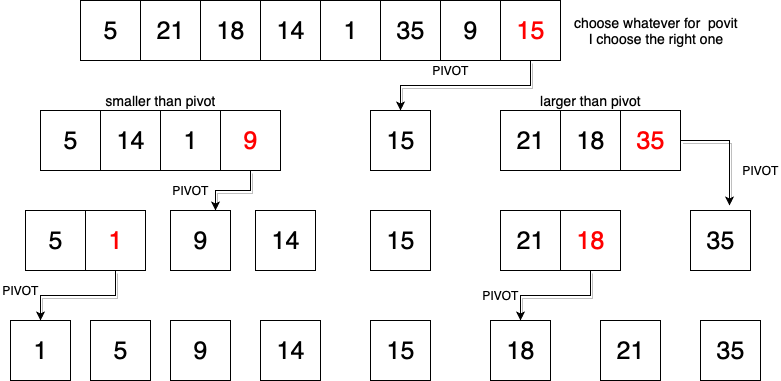 5 21 18 14 1 35 9 15
choose whatever for povit
I choose the right one
PIVOT
smaller than pivot
larger than pivot
5 14 1 9
15
21 18 35
PIVOT
PIVOT
5 1
9
14
15
21 18
35
PIVOT
PIVOT
1
5
9
14
15
18
21
35